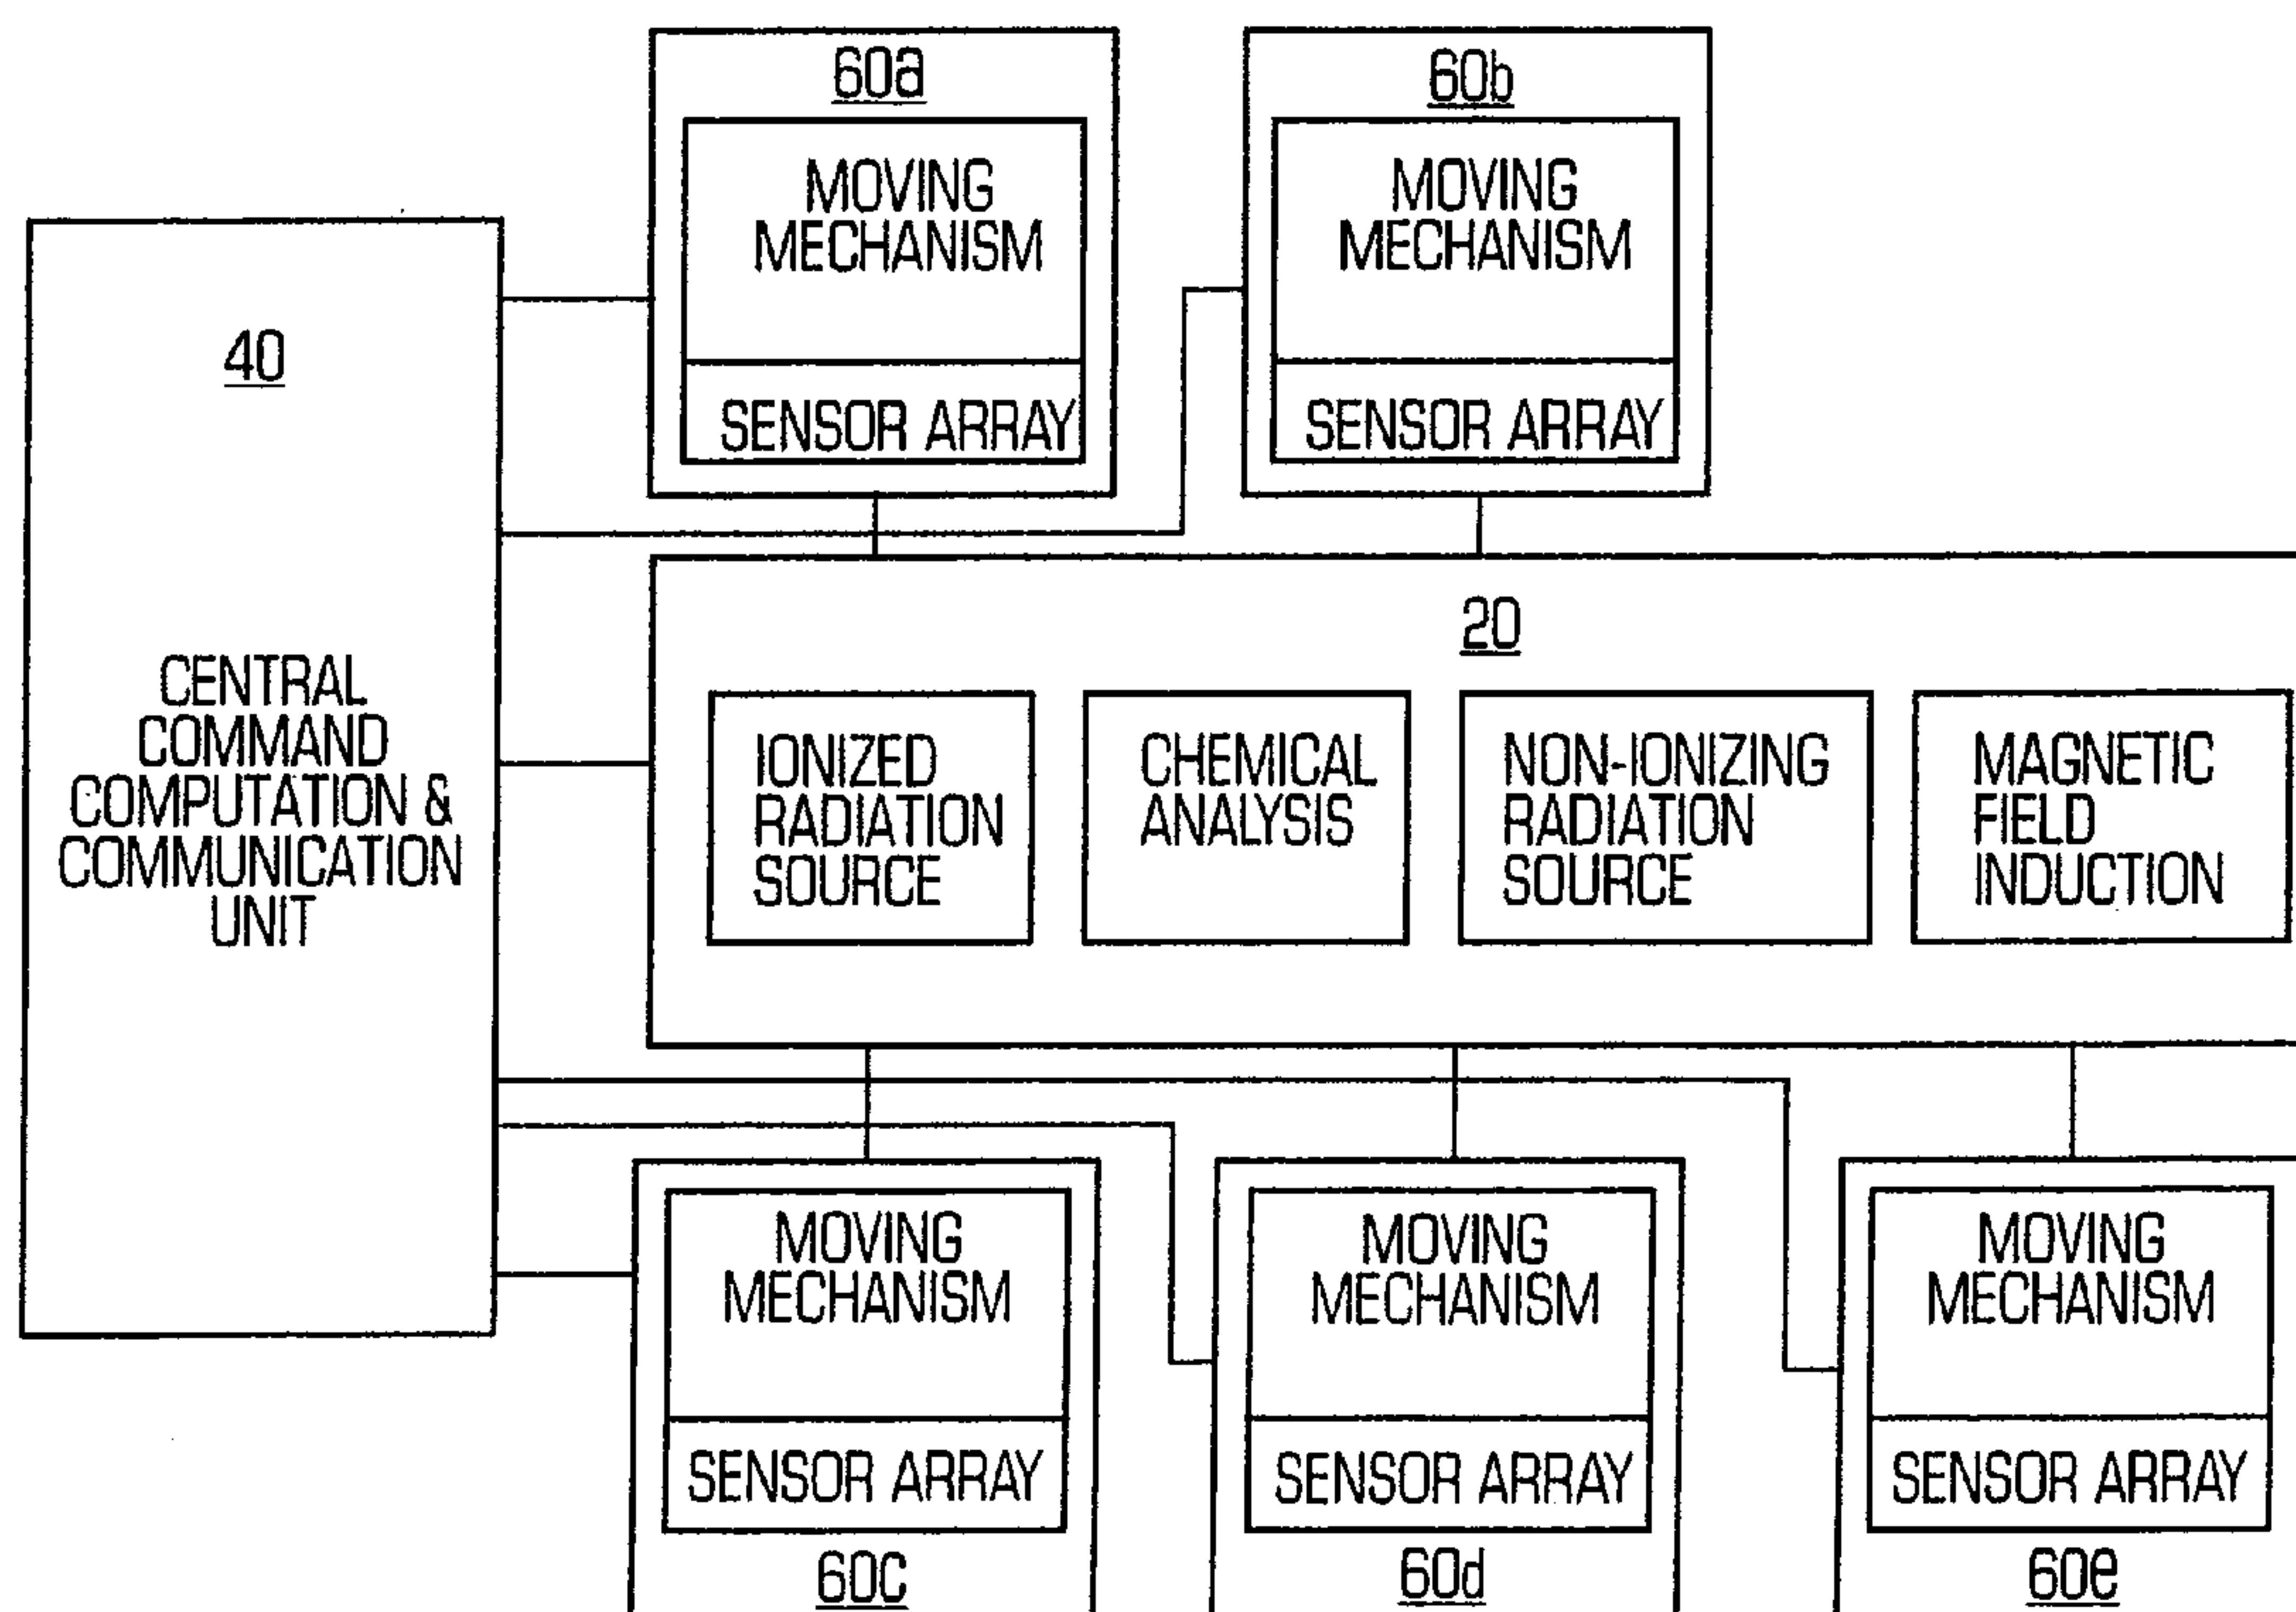 60a
MOVING
MECHANISM
SENSOR ARRAY
60b
MOVING
MECHANISM
SENSOR ARRAY
40
CENTRAL
COMMAND
COMPUTATION &
COMMUNICATION
UNIT
20
IONIZED
RADIATION
SOURCE
CHEMICAL
ANALYSIS
NON-IONIZING
RADIATION
SOURCE
MAGNETIC
FIELD
INDUCTION
MOVING
MECHANISM
SENSOR ARRAY
60c
MOVING
MECHANISM
SENSOR ARRAY
60d
MOVING
MECHANISM
SENSOR ARRAY
60e